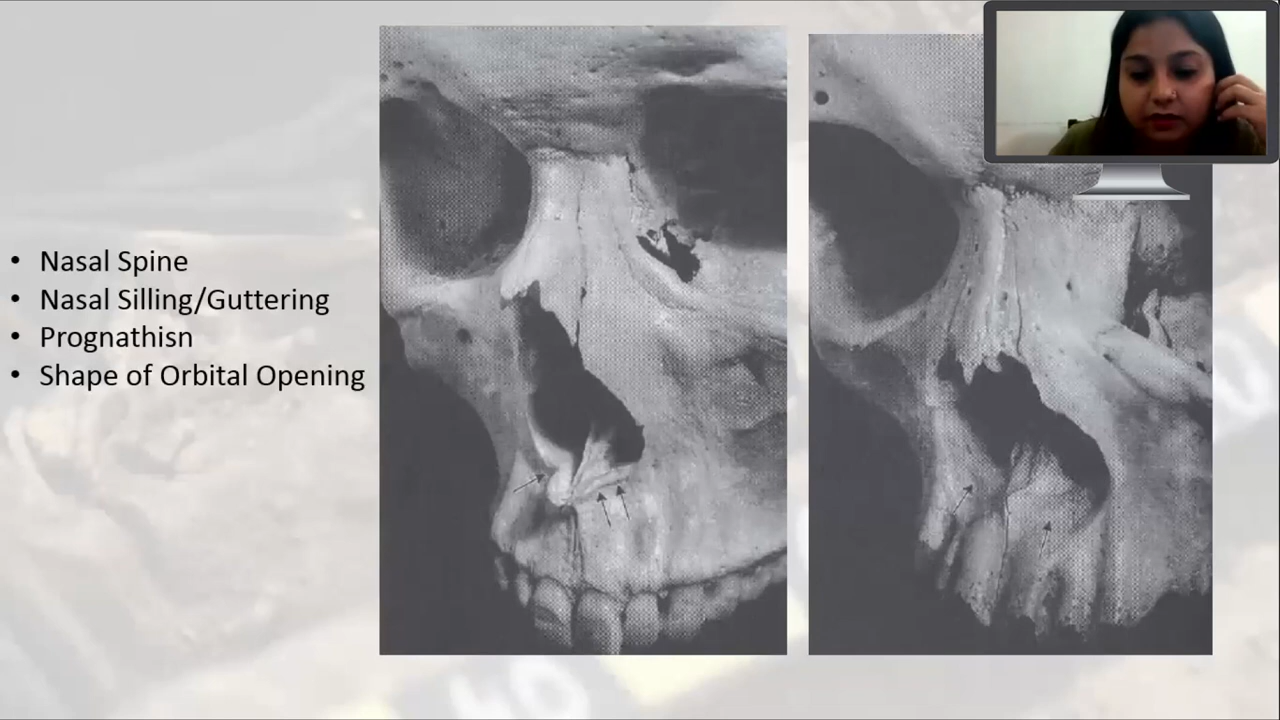 • Nasal Spine
• Nasal Silling/Guttering
• Prognathisn
• Shape of Orbital Opening